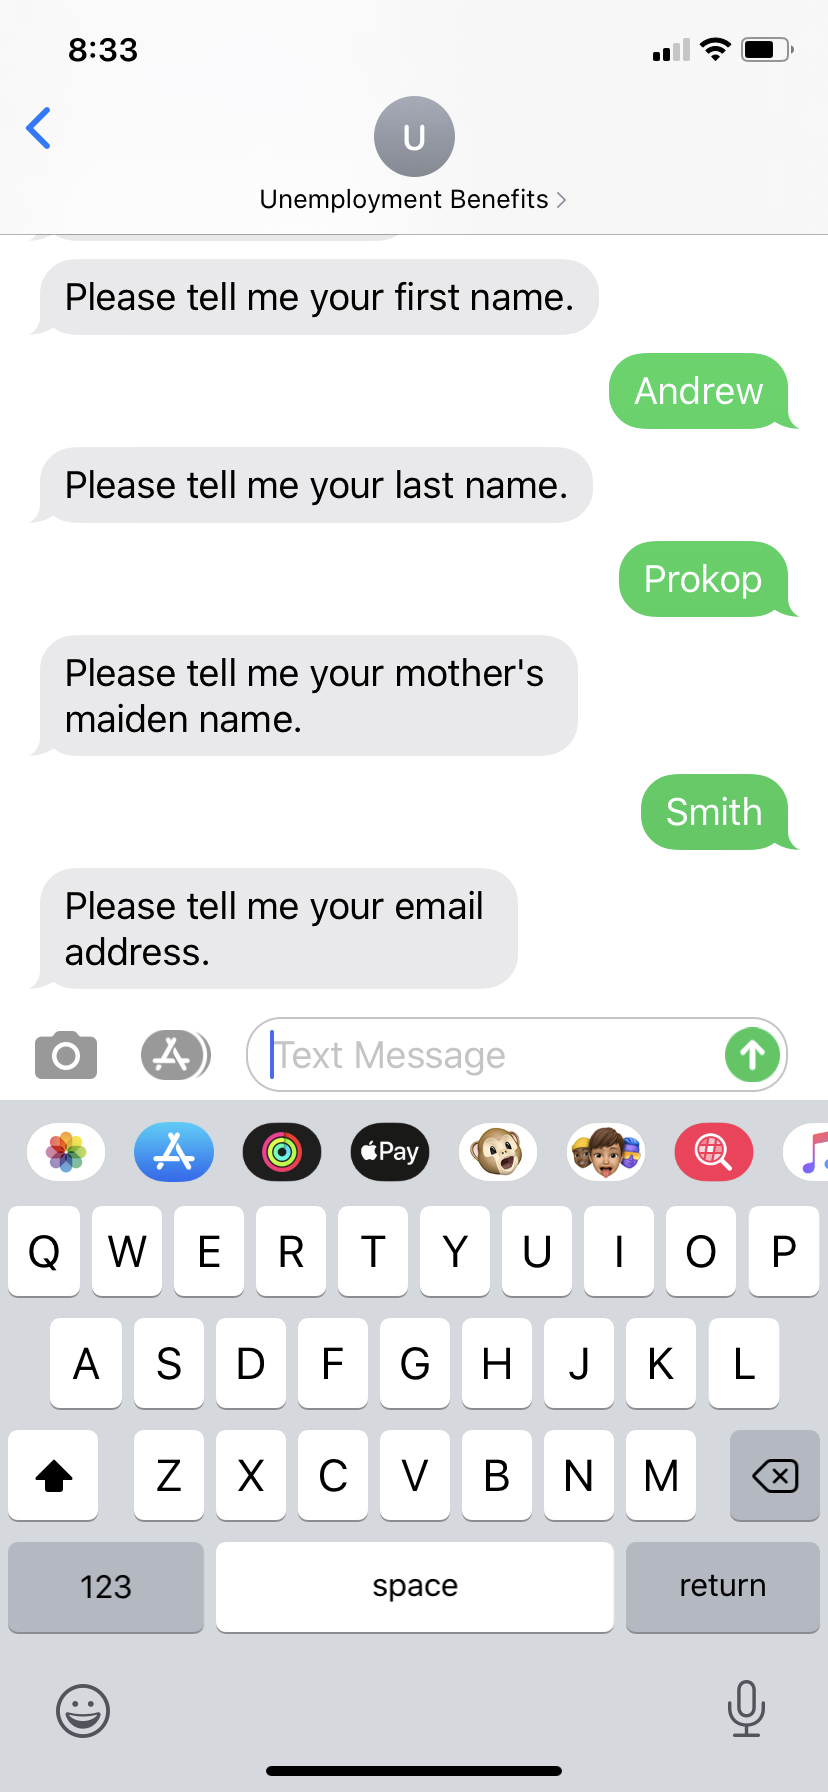 8:33
U
Unemployment Benefits
Please tell me your first name.
Andrew
Please tell me your last name.
Prokop
Please tell me your mother's
maiden name.
Smith
Please tell me your email
address.
Text Message
Pay
Q W E R T Y U I O P
A S D F G H J K L
Z X C V B N M
123 space return